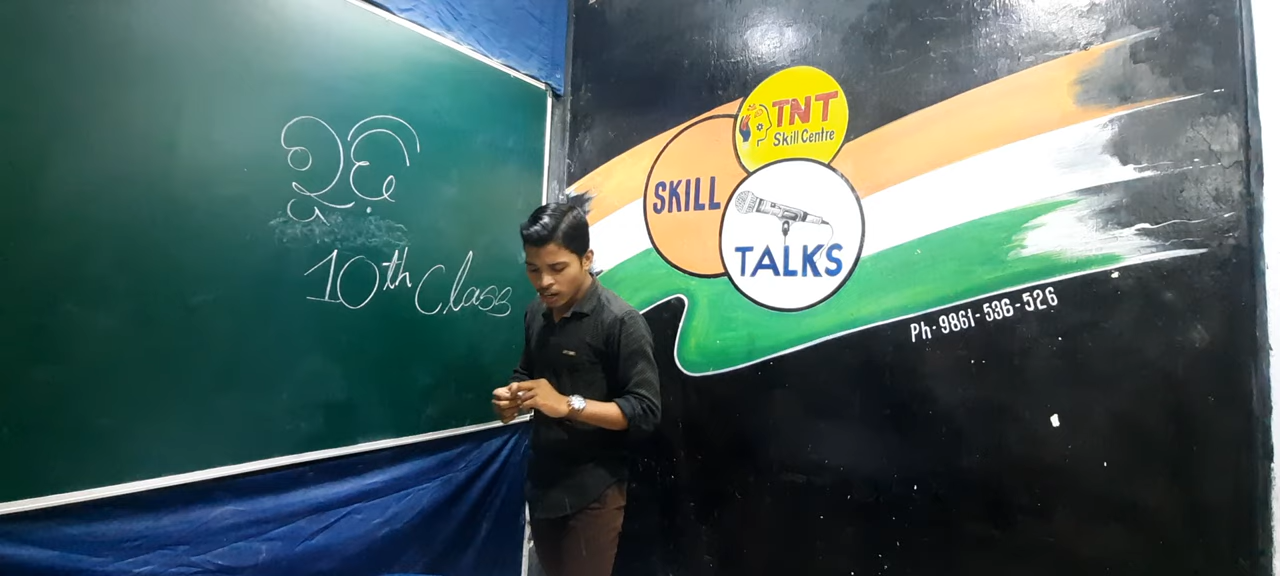 10th Class
TNT
Skill Centre
SKILL
TALKS
Ph-9861-536-526